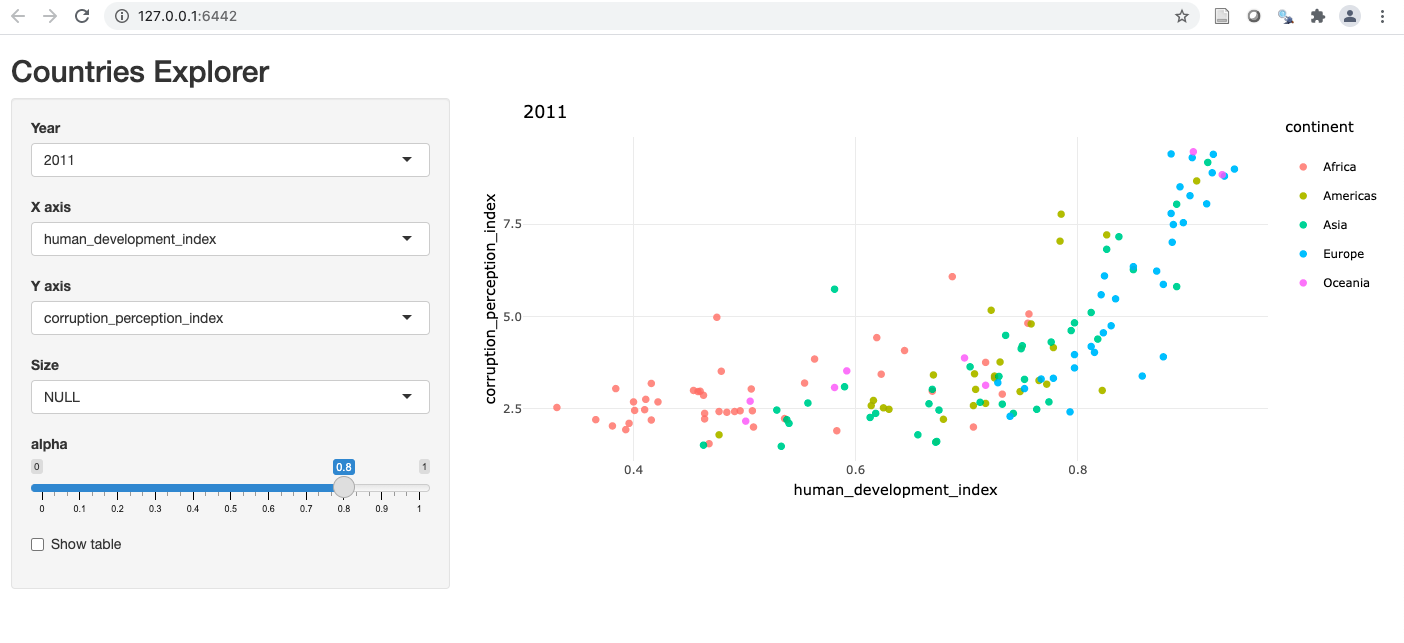 127.0.0.1:6442
Countries Explorer
Year
2011
X axis
human_development_index
Y axis
corruption_perception_index
Size
NULL
alpha
0 0.8 1
0 0.1 0.2 0.3 0.4 0.5 0.6 0.7 0.8 0.9 1
Show table
2011
corruption_perception_index
7.5
5.0
2.5
0.4 0.6 0.8
human_development_index
continent
Africa
Americas
Asia
Europe
Oceania